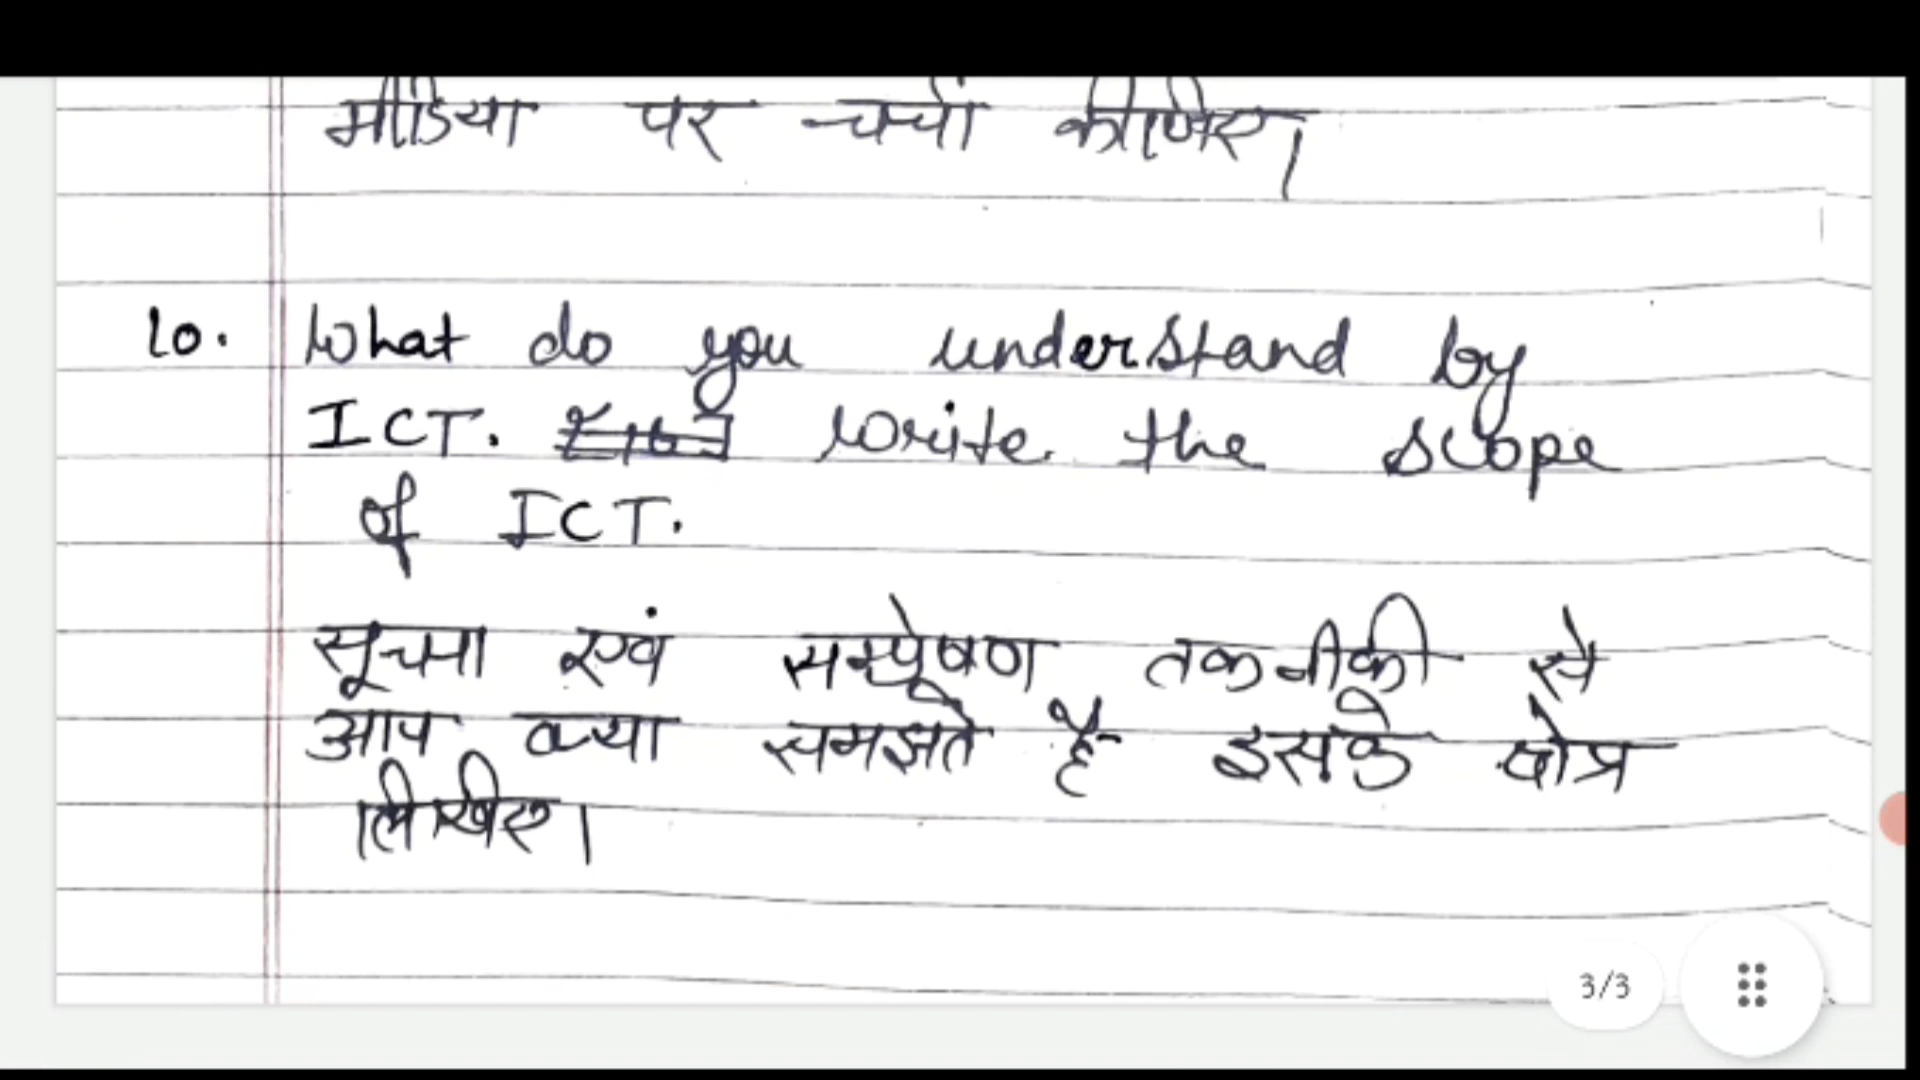 मीडिया पर चर्चा कीजिए।
10. What do you understand by
ICT. Write the scope
of ICT.
सूचना एवं सम्प्रेषण तकनीकी से
आप क्या समझते है इसके क्षेत्र
लिखिए।
3/3